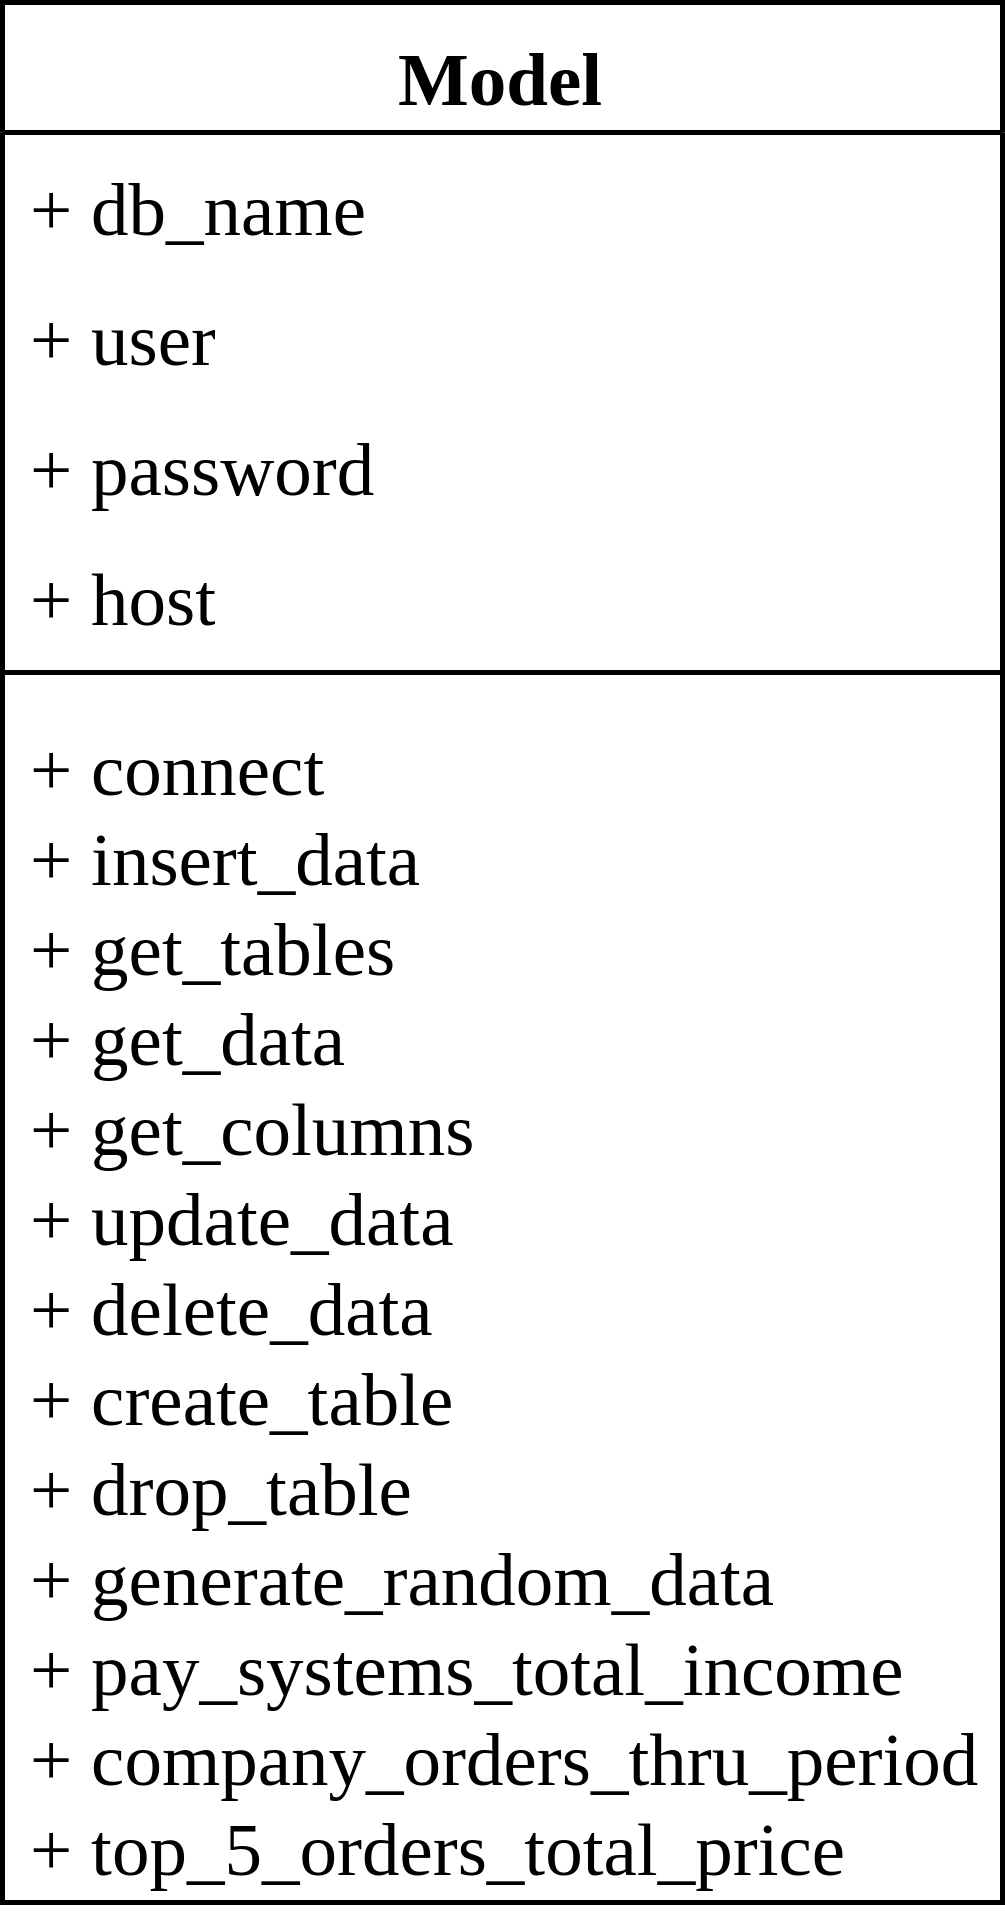 Model
+ db_name
+ user
+ password
+ host
+ connect
+ insert_data
+ get_tables
+ get_data
+ get_columns
+ update_data
+ delete_data
+ create_table
+ drop_table
+ generate_random_data
+ pay_systems_total_income
+ company_orders_thru_period
+ top_5_orders_total_price